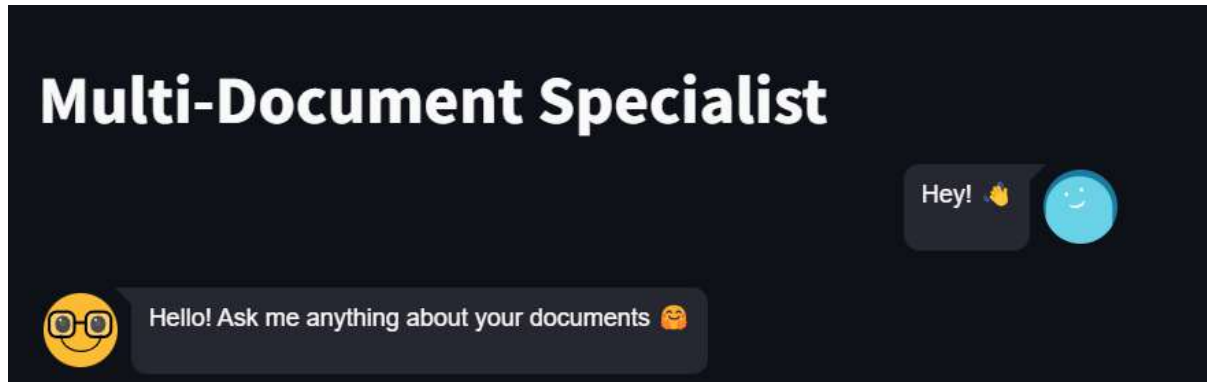 Multi-Document Specialist
Hey! 👋
Hello! Ask me anything about your documents 🤗